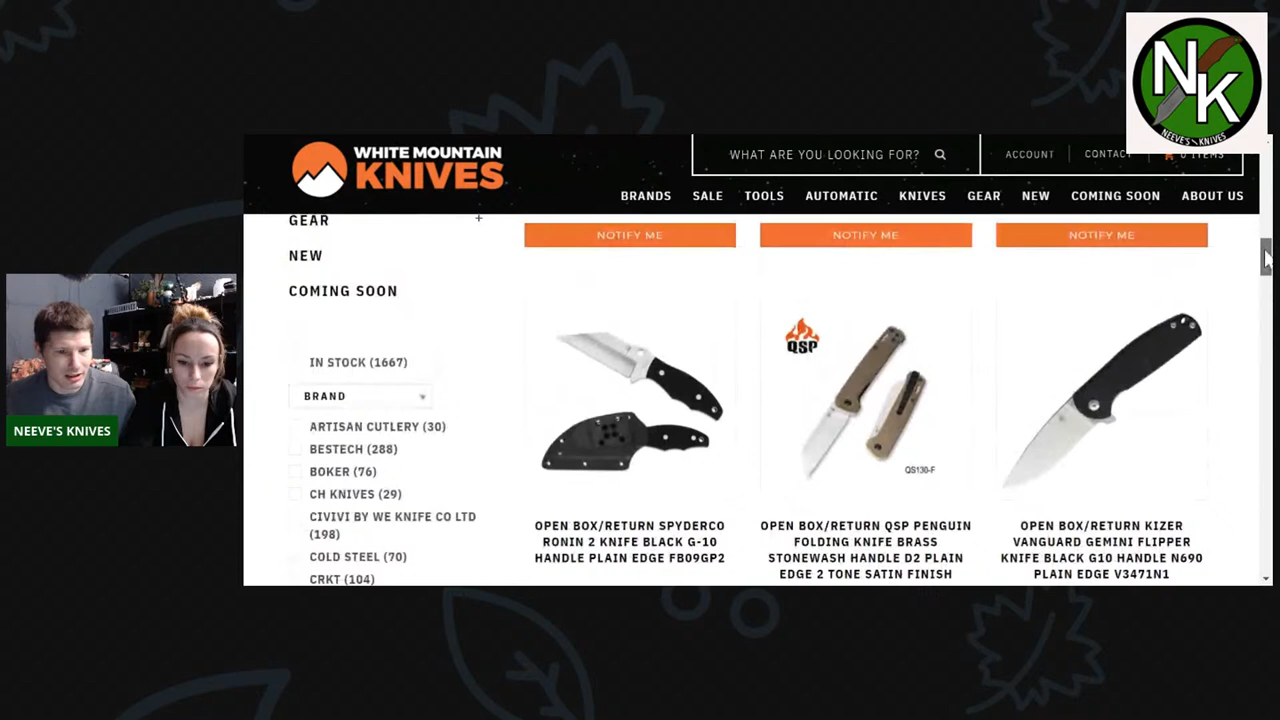 NK
NEEVE'S KNIVES
WHITE MOUNTAIN
KNIVES
WHAT ARE YOU LOOKING FOR?
ACCOUNT
CONTACT
0 ITEMS
BRANDS SALE TOOLS AUTOMATIC KNIVES GEAR NEW COMING SOON ABOUT US
GEAR +
NEW
COMING SOON
IN STOCK (1667)
BRAND
ARTISAN CUTLERY (30)
BESTECH (288)
BOKER (76)
CH KNIVES (29)
CIVIVI BY WE KNIFE CO LTD
(198)
COLD STEEL (70)
CRKT (104)
NOTIFY ME
NOTIFY ME
NOTIFY ME
QSP
QS130-F
OPEN BOX/RETURN SPYDERCO
RONIN 2 KNIFE BLACK G-10
HANDLE PLAIN EDGE FB09GP2
OPEN BOX/RETURN QSP PENGUIN
FOLDING KNIFE BRASS
STONEWASH HANDLE D2 PLAIN
EDGE 2 TONE SATIN FINISH
OPEN BOX/RETURN KIZER
VANGUARD GEMINI FLIPPER
KNIFE BLACK G10 HANDLE N690
PLAIN EDGE V3471N1
NEEVE'S KNIVES